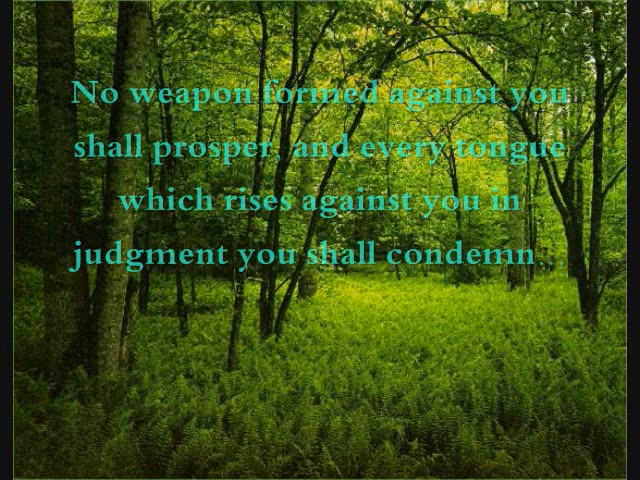 No weapon formed against you
shall prosper, and every tongue
which rises against you in
judgment you shall condemn...